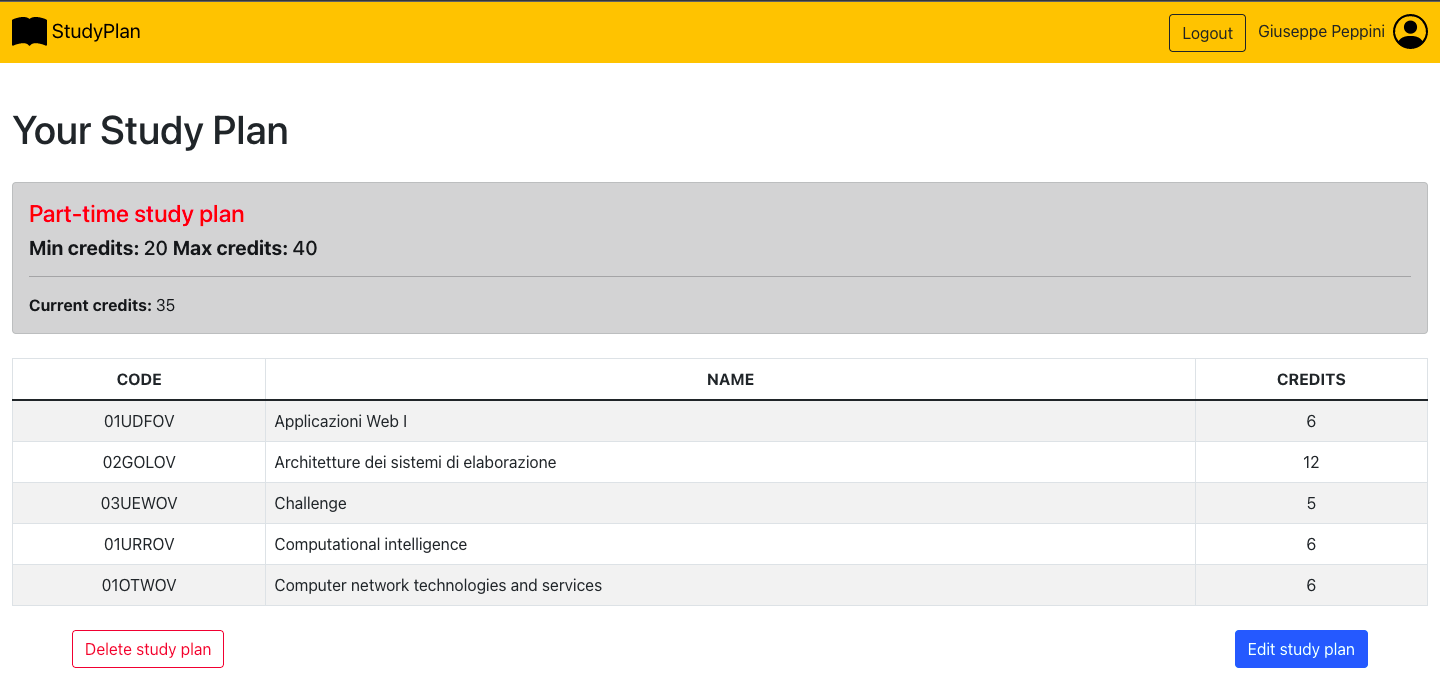 StudyPlan
Logout Giuseppe Peppini
Your Study Plan
Part-time study plan
Min credits: 20 Max credits: 40
Current credits: 35
CODE NAME CREDITS
01UDFOV Applicazioni Web I 6
02GOLOV Architetture dei sistemi di elaborazione 12
03UEWOV Challenge 5
01URROV Computational intelligence 6
01OTWOV Computer network technologies and services 6
Delete study plan Edit study plan